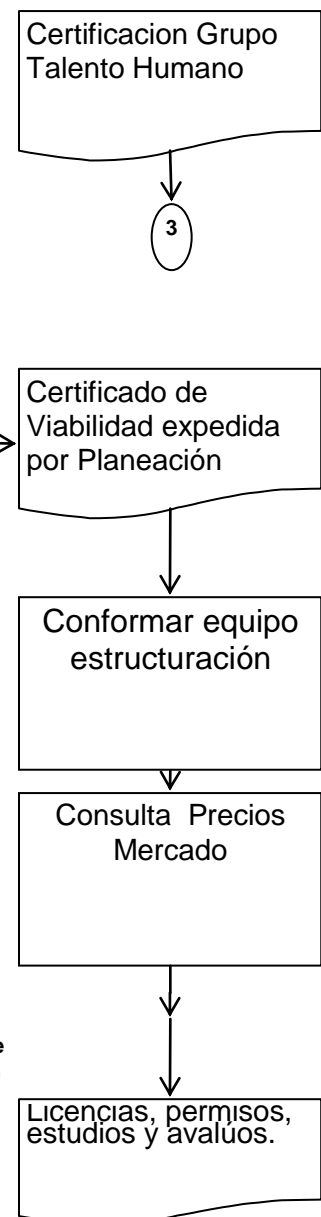 Certificacion Grupo
Talento Humano
3
Certificado de
Viabilidad expedida
por Planeación
Conformar equipo
estructuración
Consulta Precios
Mercado
e
Licencias, permisos,
estudios y avalúos.